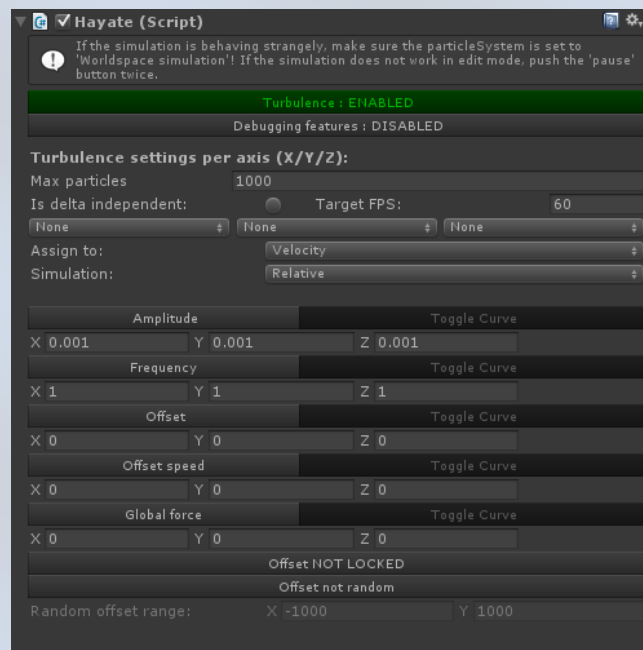 Hayate (Script)
If the simulation is behaving strangely, make sure the particleSystem is set to
'Worldspace simulation'! If the simulation does not work in edit mode, push the 'pause'
button twice.
Turbulence : ENABLED
Debugging features : DISABLED
Turbulence settings per axis (X/Y/Z):
Max particles 1000
Is delta independent: Target FPS: 60
None None None
Assign to: Velocity
Simulation: Relative
Amplitude Toggle Curve
X 0.001 Y 0.001 Z 0.001
Frequency Toggle Curve
X 1 Y 1 Z 1
Offset Toggle Curve
X 0 Y 0 Z 0
Offset speed Toggle Curve
X 0 Y 0 Z 0
Global force Toggle Curve
X 0 Y 0 Z 0
Offset NOT LOCKED
Offset not random
Random offset range: X -1000 Y 1000